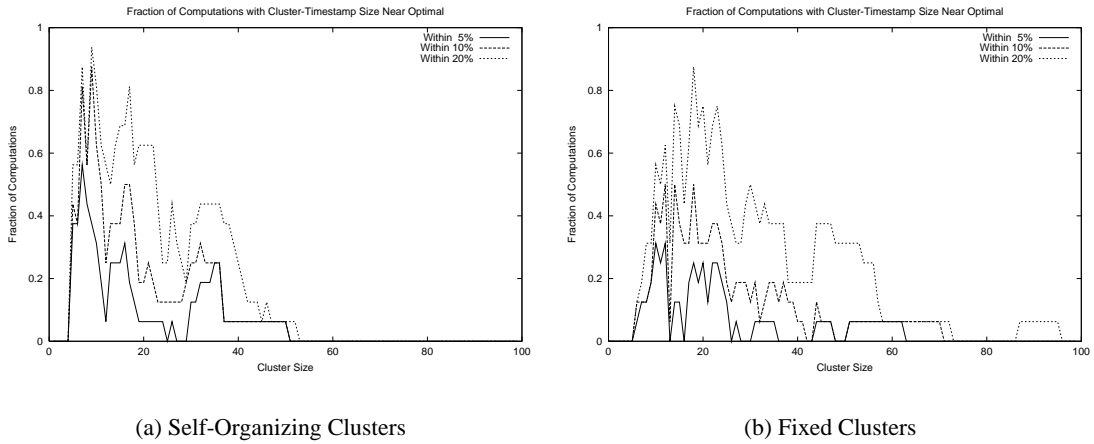 Fraction of Computations with Cluster-Timestamp Size Near Optimal
1
0.8
0.6
0.4
0.2
0
0 20 40 60 80 100
Fraction of Computations
Cluster Size
Within 5%
Within 10%
Within 20%
(a) Self-Organizing Clusters
Fraction of Computations with Cluster-Timestamp Size Near Optimal
1
0.8
0.6
0.4
0.2
0
0 20 40 60 80 100
Fraction of Computations
Cluster Size
Within 5%
Within 10%
Within 20%
(b) Fixed Clusters